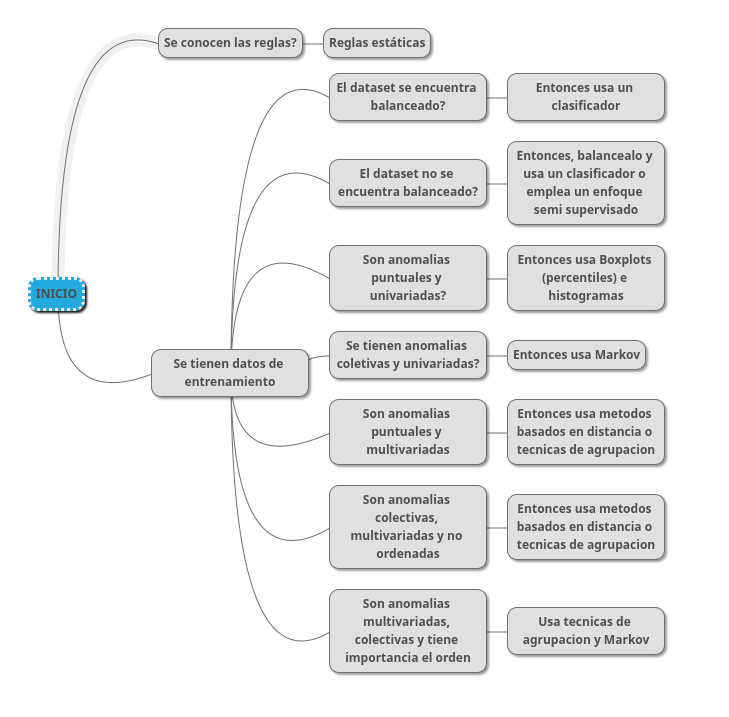 Se conocen las reglas?
Reglas estáticas
El dataset se encuentra
balanceado?
Entonces usa un
clasificador
El dataset no se
encuentra balanceado?
Entonces, balancealo y
usa un clasificador o
emplea un enfoque
semi supervisado
Son anomalias
puntuales y
univariadas?
Entonces usa Boxplots
(percentiles) e
histogramas
INICIO
Se tienen datos de
entrenamiento
Se tienen anomalias
coletivas y univariadas?
Entonces usa Markov
Son anomalias
puntuales y
multivariadas
Entonces usa metodos
basados en distancia o
tecnicas de agrupacion
Son anomalias
colectivas,
multivariadas y no
ordenadas
Entonces usa metodos
basados en distancia o
tecnicas de agrupacion
Son anomalias
multivariadas,
colectivas y tiene
importancia el orden
Usa tecnicas de
agrupacion y Markov